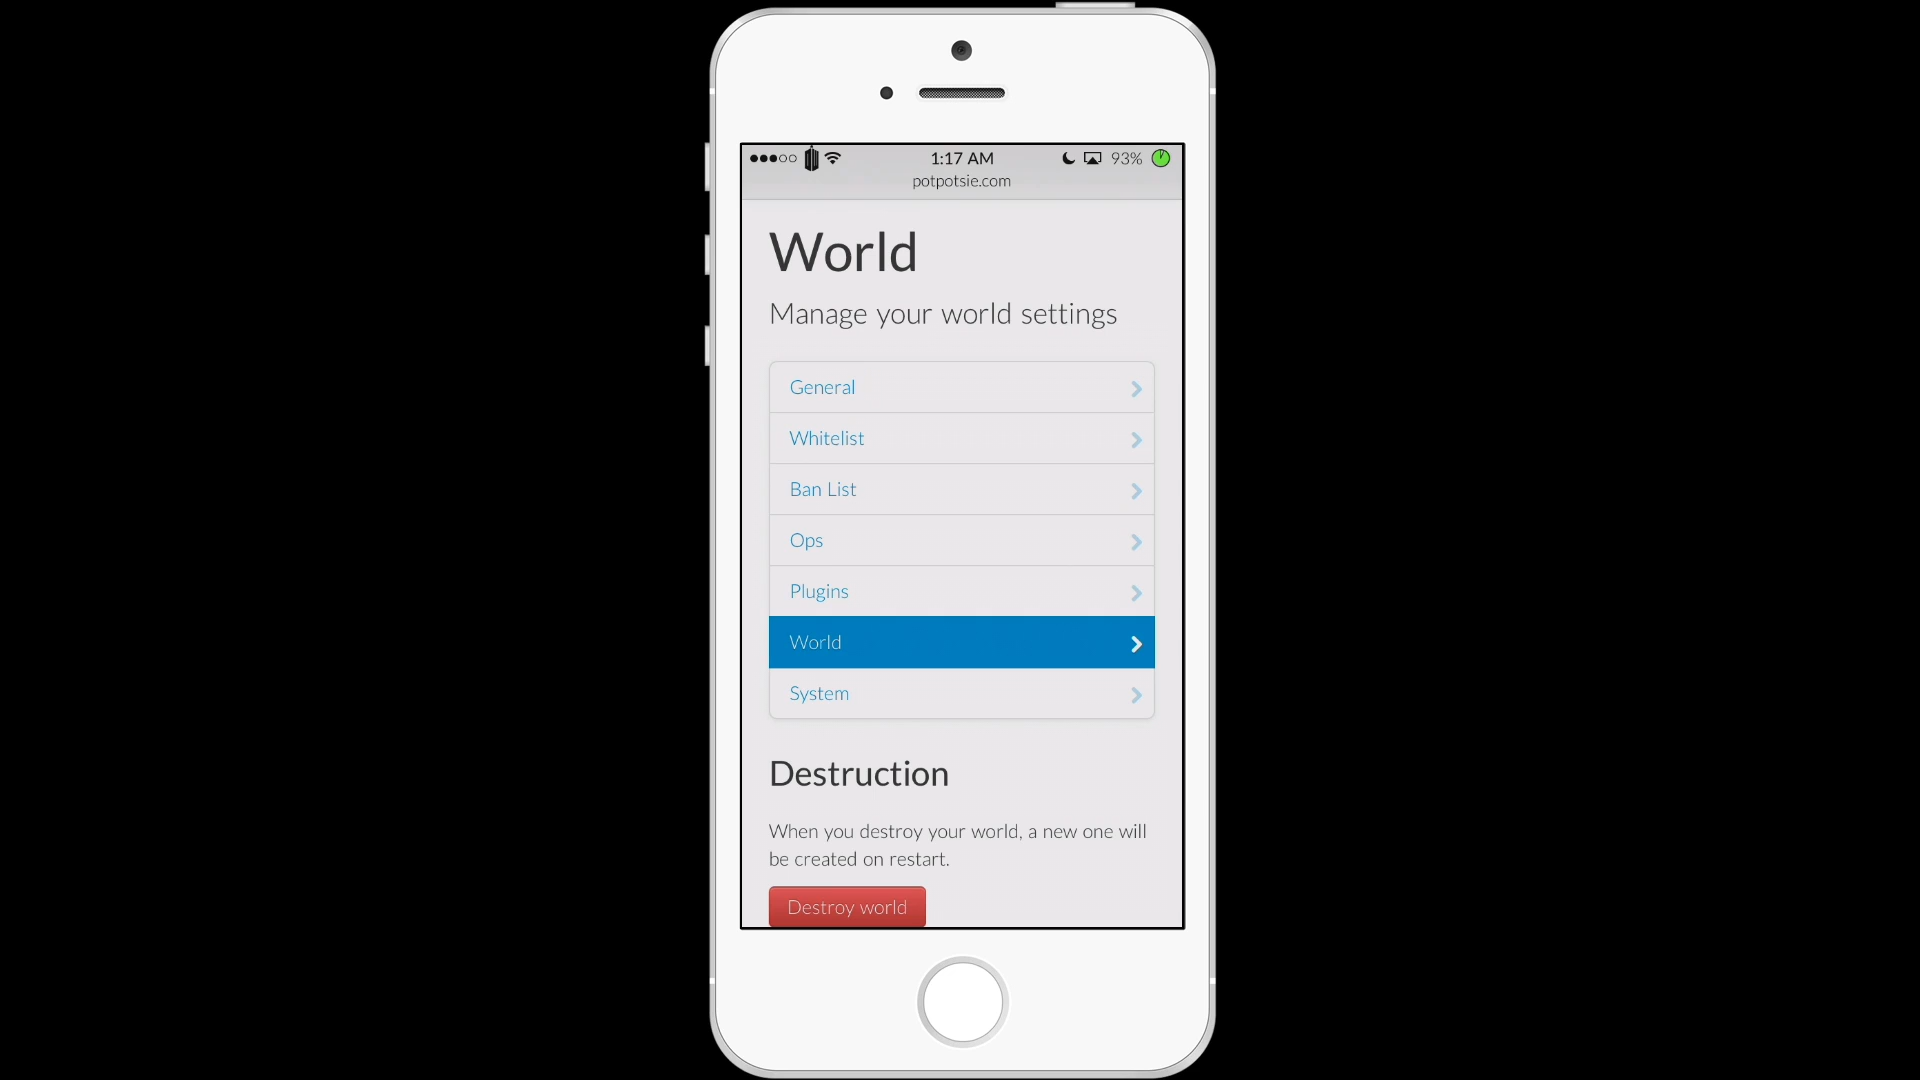 1:17 AM
93%
potpotsie.com
World
Manage your world settings
General
Whitelist
Ban List
Ops
Plugins
World
System
Destruction
When you destroy your world, a new one will
be created on restart.
Destroy world